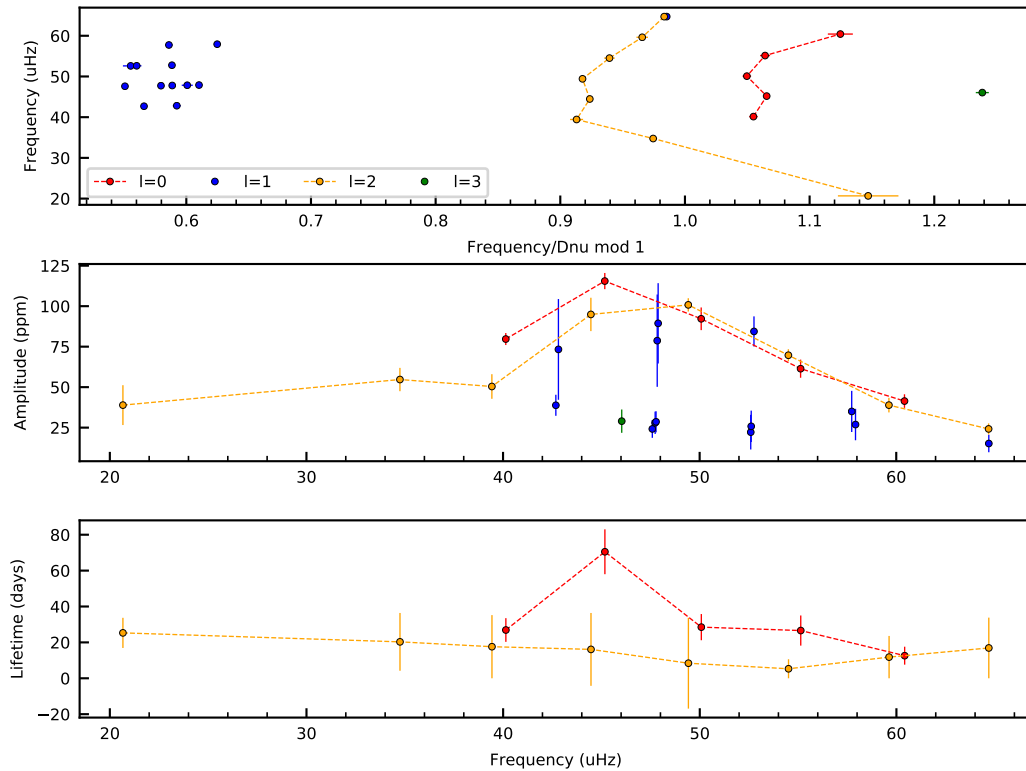 60
50
40
30
20
Frequency (uHz)
l=0 l=1 l=2 l=3
0.6 0.7 0.8 0.9 1.0 1.1 1.2
Frequency/Dnu mod 1
125
100
75
50
25
Amplitude (ppm)
20 30 40 50 60
80
60
40
20
0
−20
Lifetime (days)
20 30 40 50 60
Frequency (uHz)